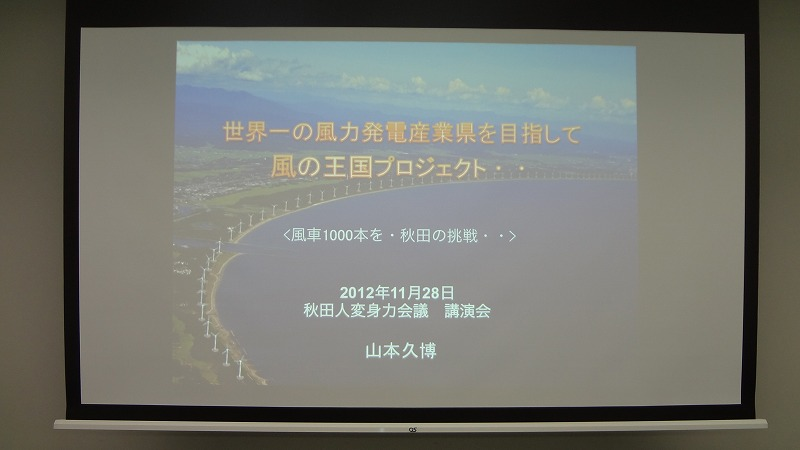 世界一の風力発電産業県を目指して
風の王国プロジェクト・・
<風車1000本を・秋田の挑戦・・>
2012年11月28日
秋田人変身力会議　講演会
山本久博
OS